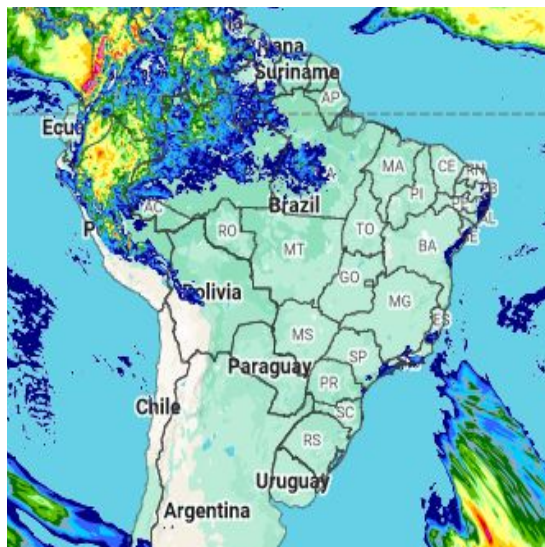 Suriname
AP
Ecu
MA
CE
RN
PI
Brazil
AC
RO
TO
BA
MT
Bolivia
GO
MG
ES
MS
SP
Paraguay
PR
Chile
SC
RS
Uruguay
Argentina